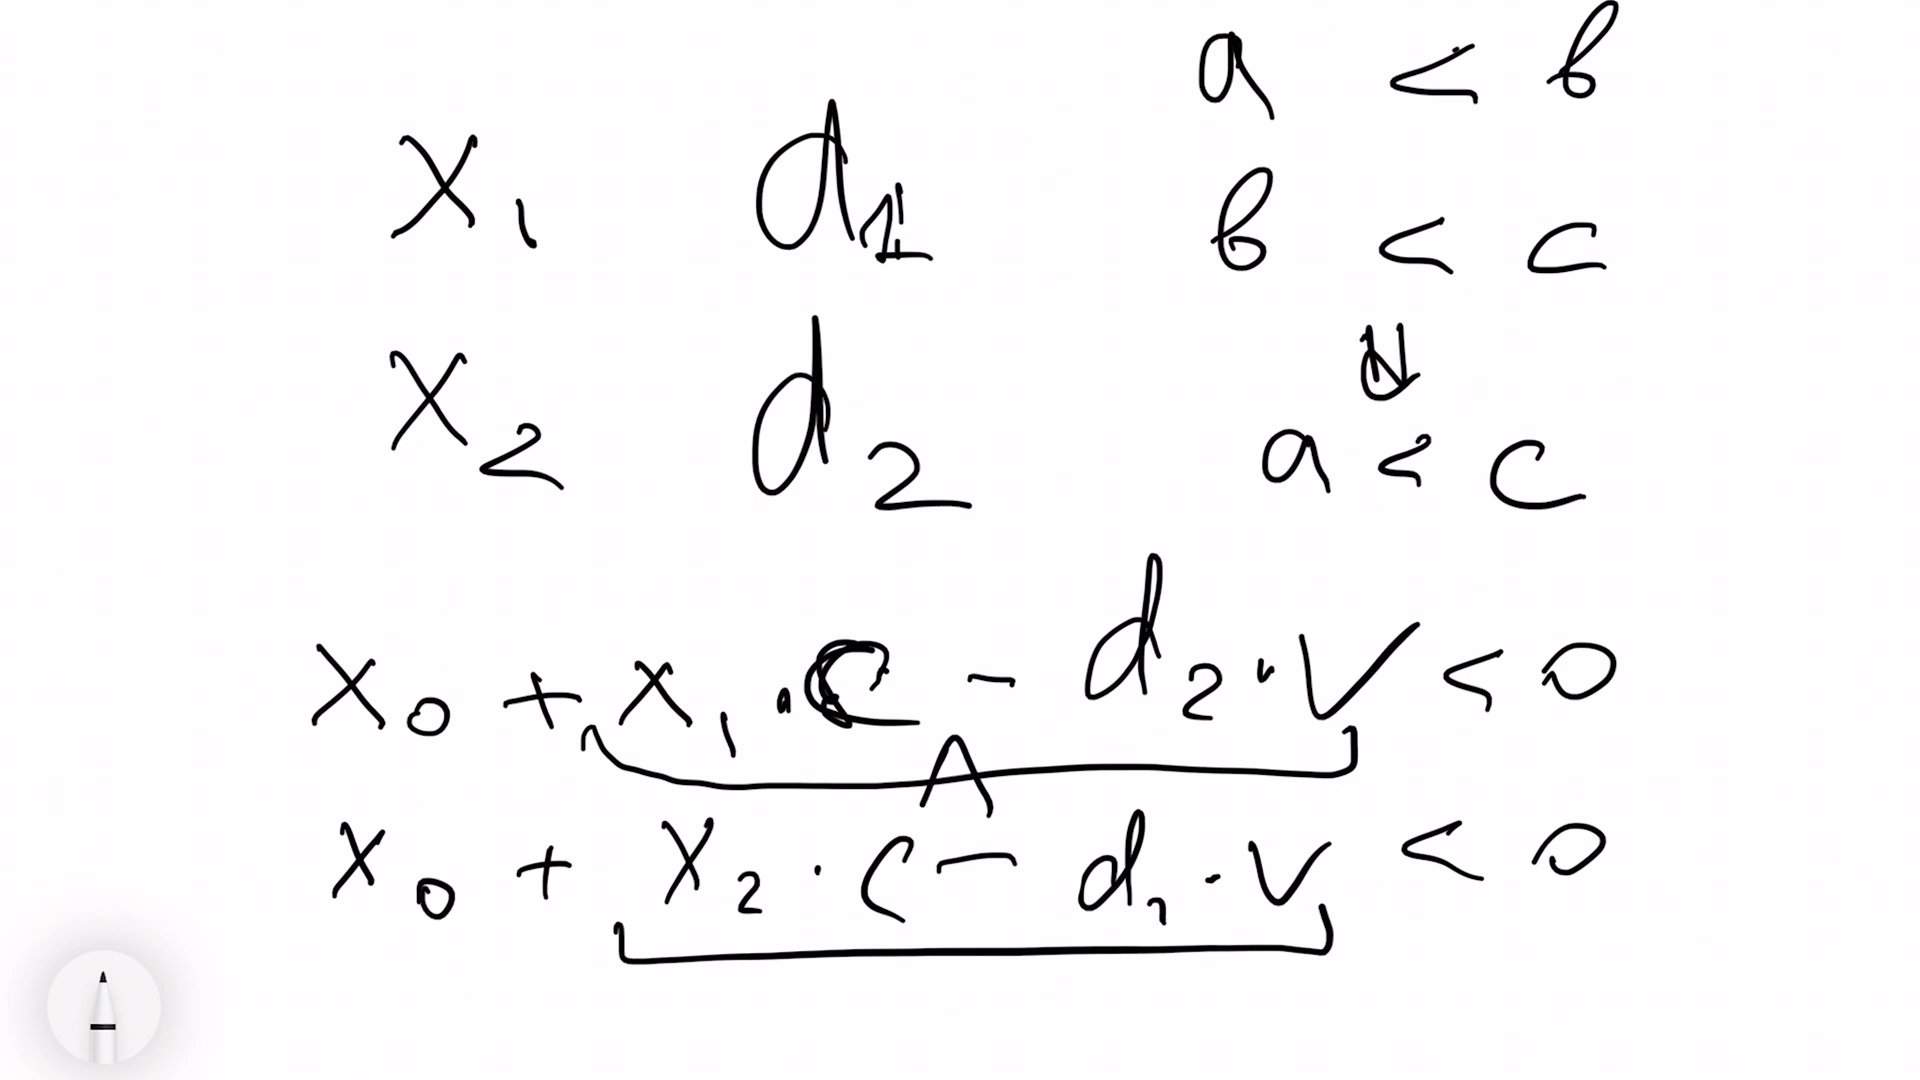 a < b
x₁ d₁
b < c
⇓
x₂ d₂ a < c
x₀ + x₁ · c - d₂ · v < 0
^
x₀ + x₂ · c - d₁ · v < 0